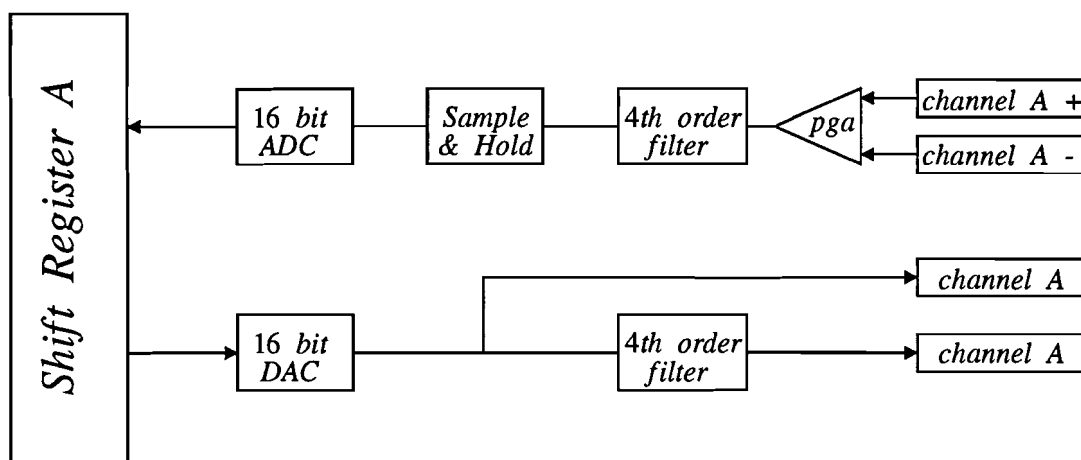 Shift Register A
16 bit
ADC
Sample
& Hold
4th order
filter
pga
channel A +
channel A -
channel A
16 bit
DAC
4th order
filter
channel A